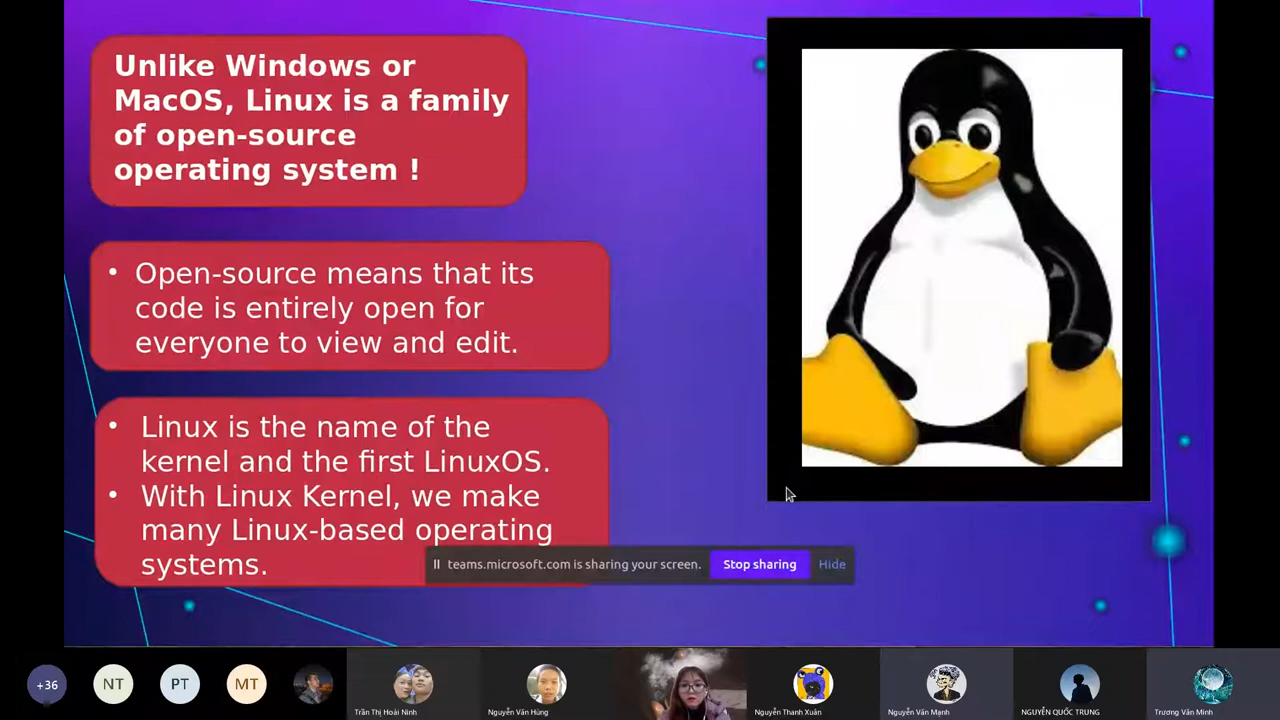 Unlike Windows or
MacOS, Linux is a family
of open-source
operating system !
• Open-source means that its
code is entirely open for
everyone to view and edit.
• Linux is the name of the
kernel and the first LinuxOS.
• With Linux Kernel, we make
many Linux-based operating
systems.
teams.microsoft.com is sharing your screen. Stop sharing Hide
+36 NT PT MT
Trần Thị Hoài Ninh Nguyễn Văn Hùng Nguyễn Thanh Xuân Nguyễn Văn Mạnh NGUYỄN QUỐC TRUNG Trương Văn Minh